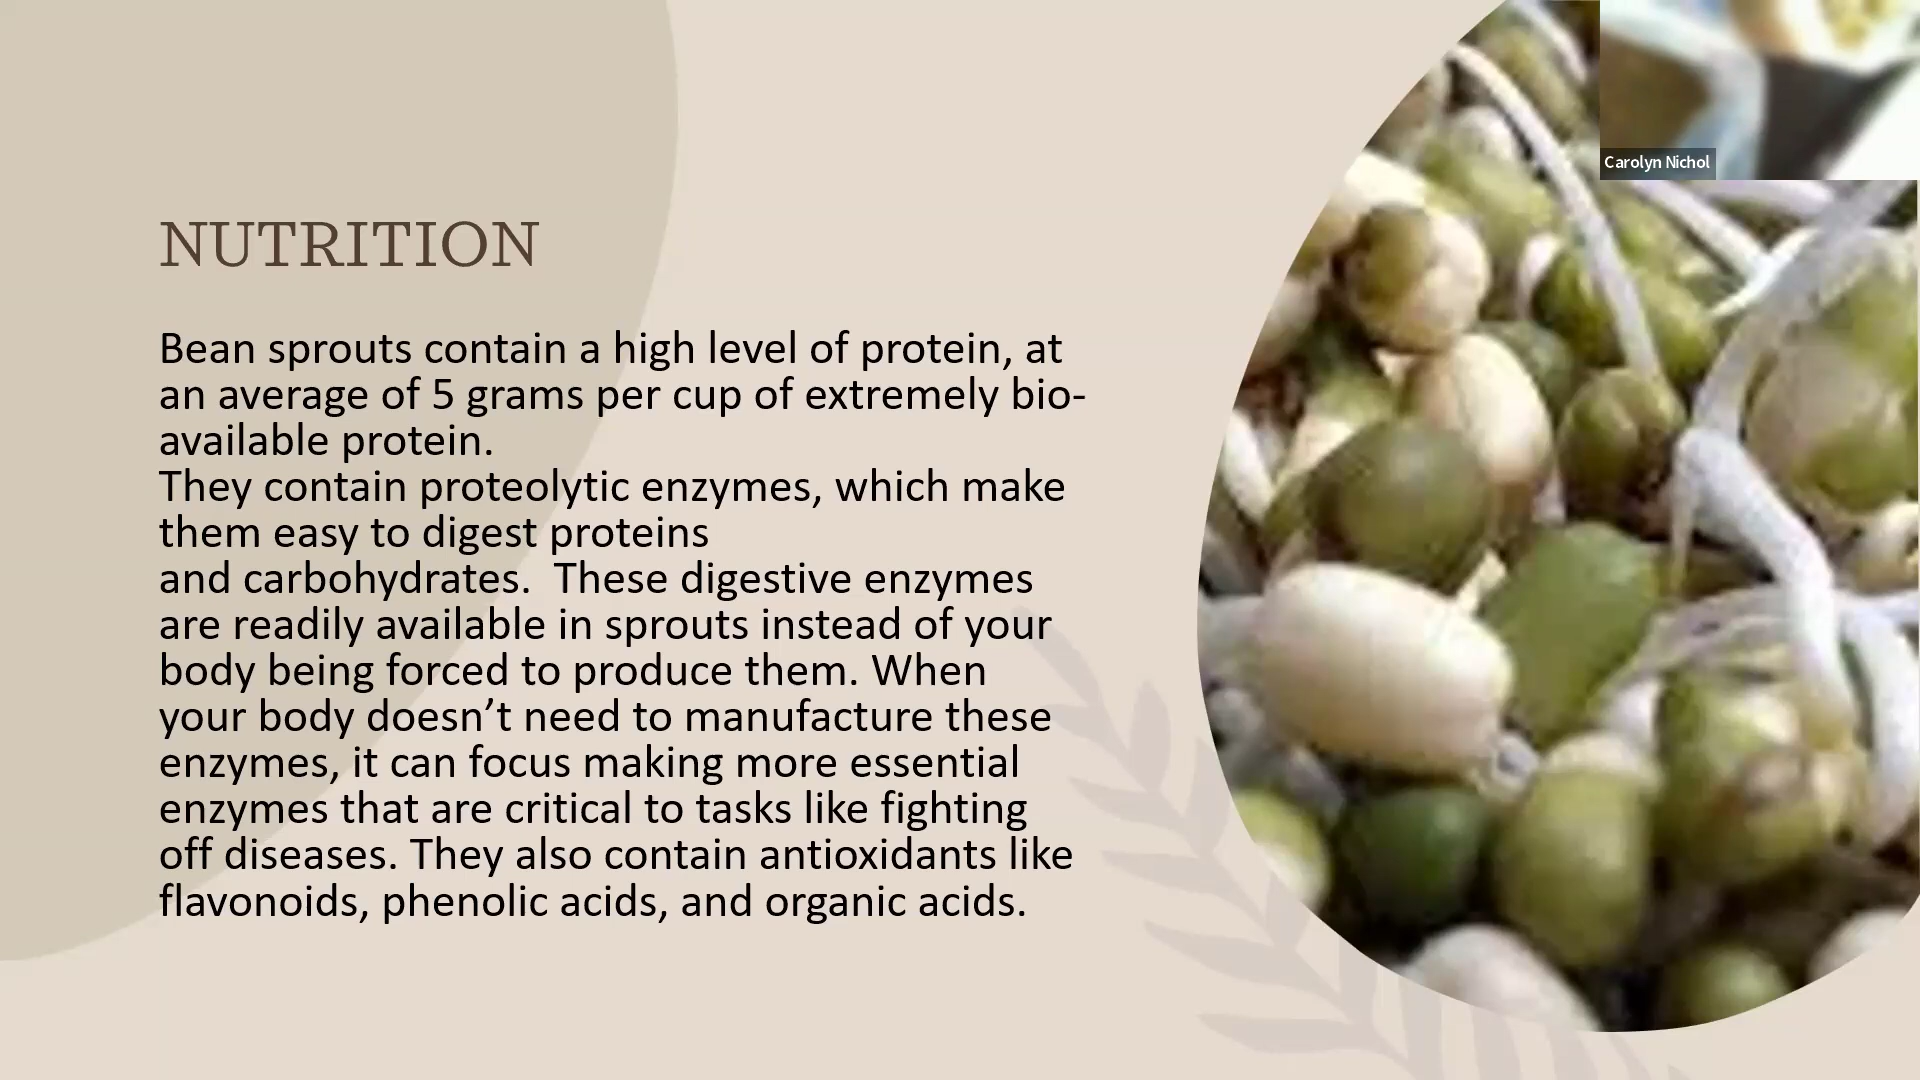 Carolyn Nichol
NUTRITION
Bean sprouts contain a high level of protein, at
an average of 5 grams per cup of extremely bio-
available protein.
They contain proteolytic enzymes, which make
them easy to digest proteins
and carbohydrates.  These digestive enzymes
are readily available in sprouts instead of your
body being forced to produce them. When
your body doesn’t need to manufacture these
enzymes, it can focus making more essential
enzymes that are critical to tasks like fighting
off diseases. They also contain antioxidants like
flavonoids, phenolic acids, and organic acids.